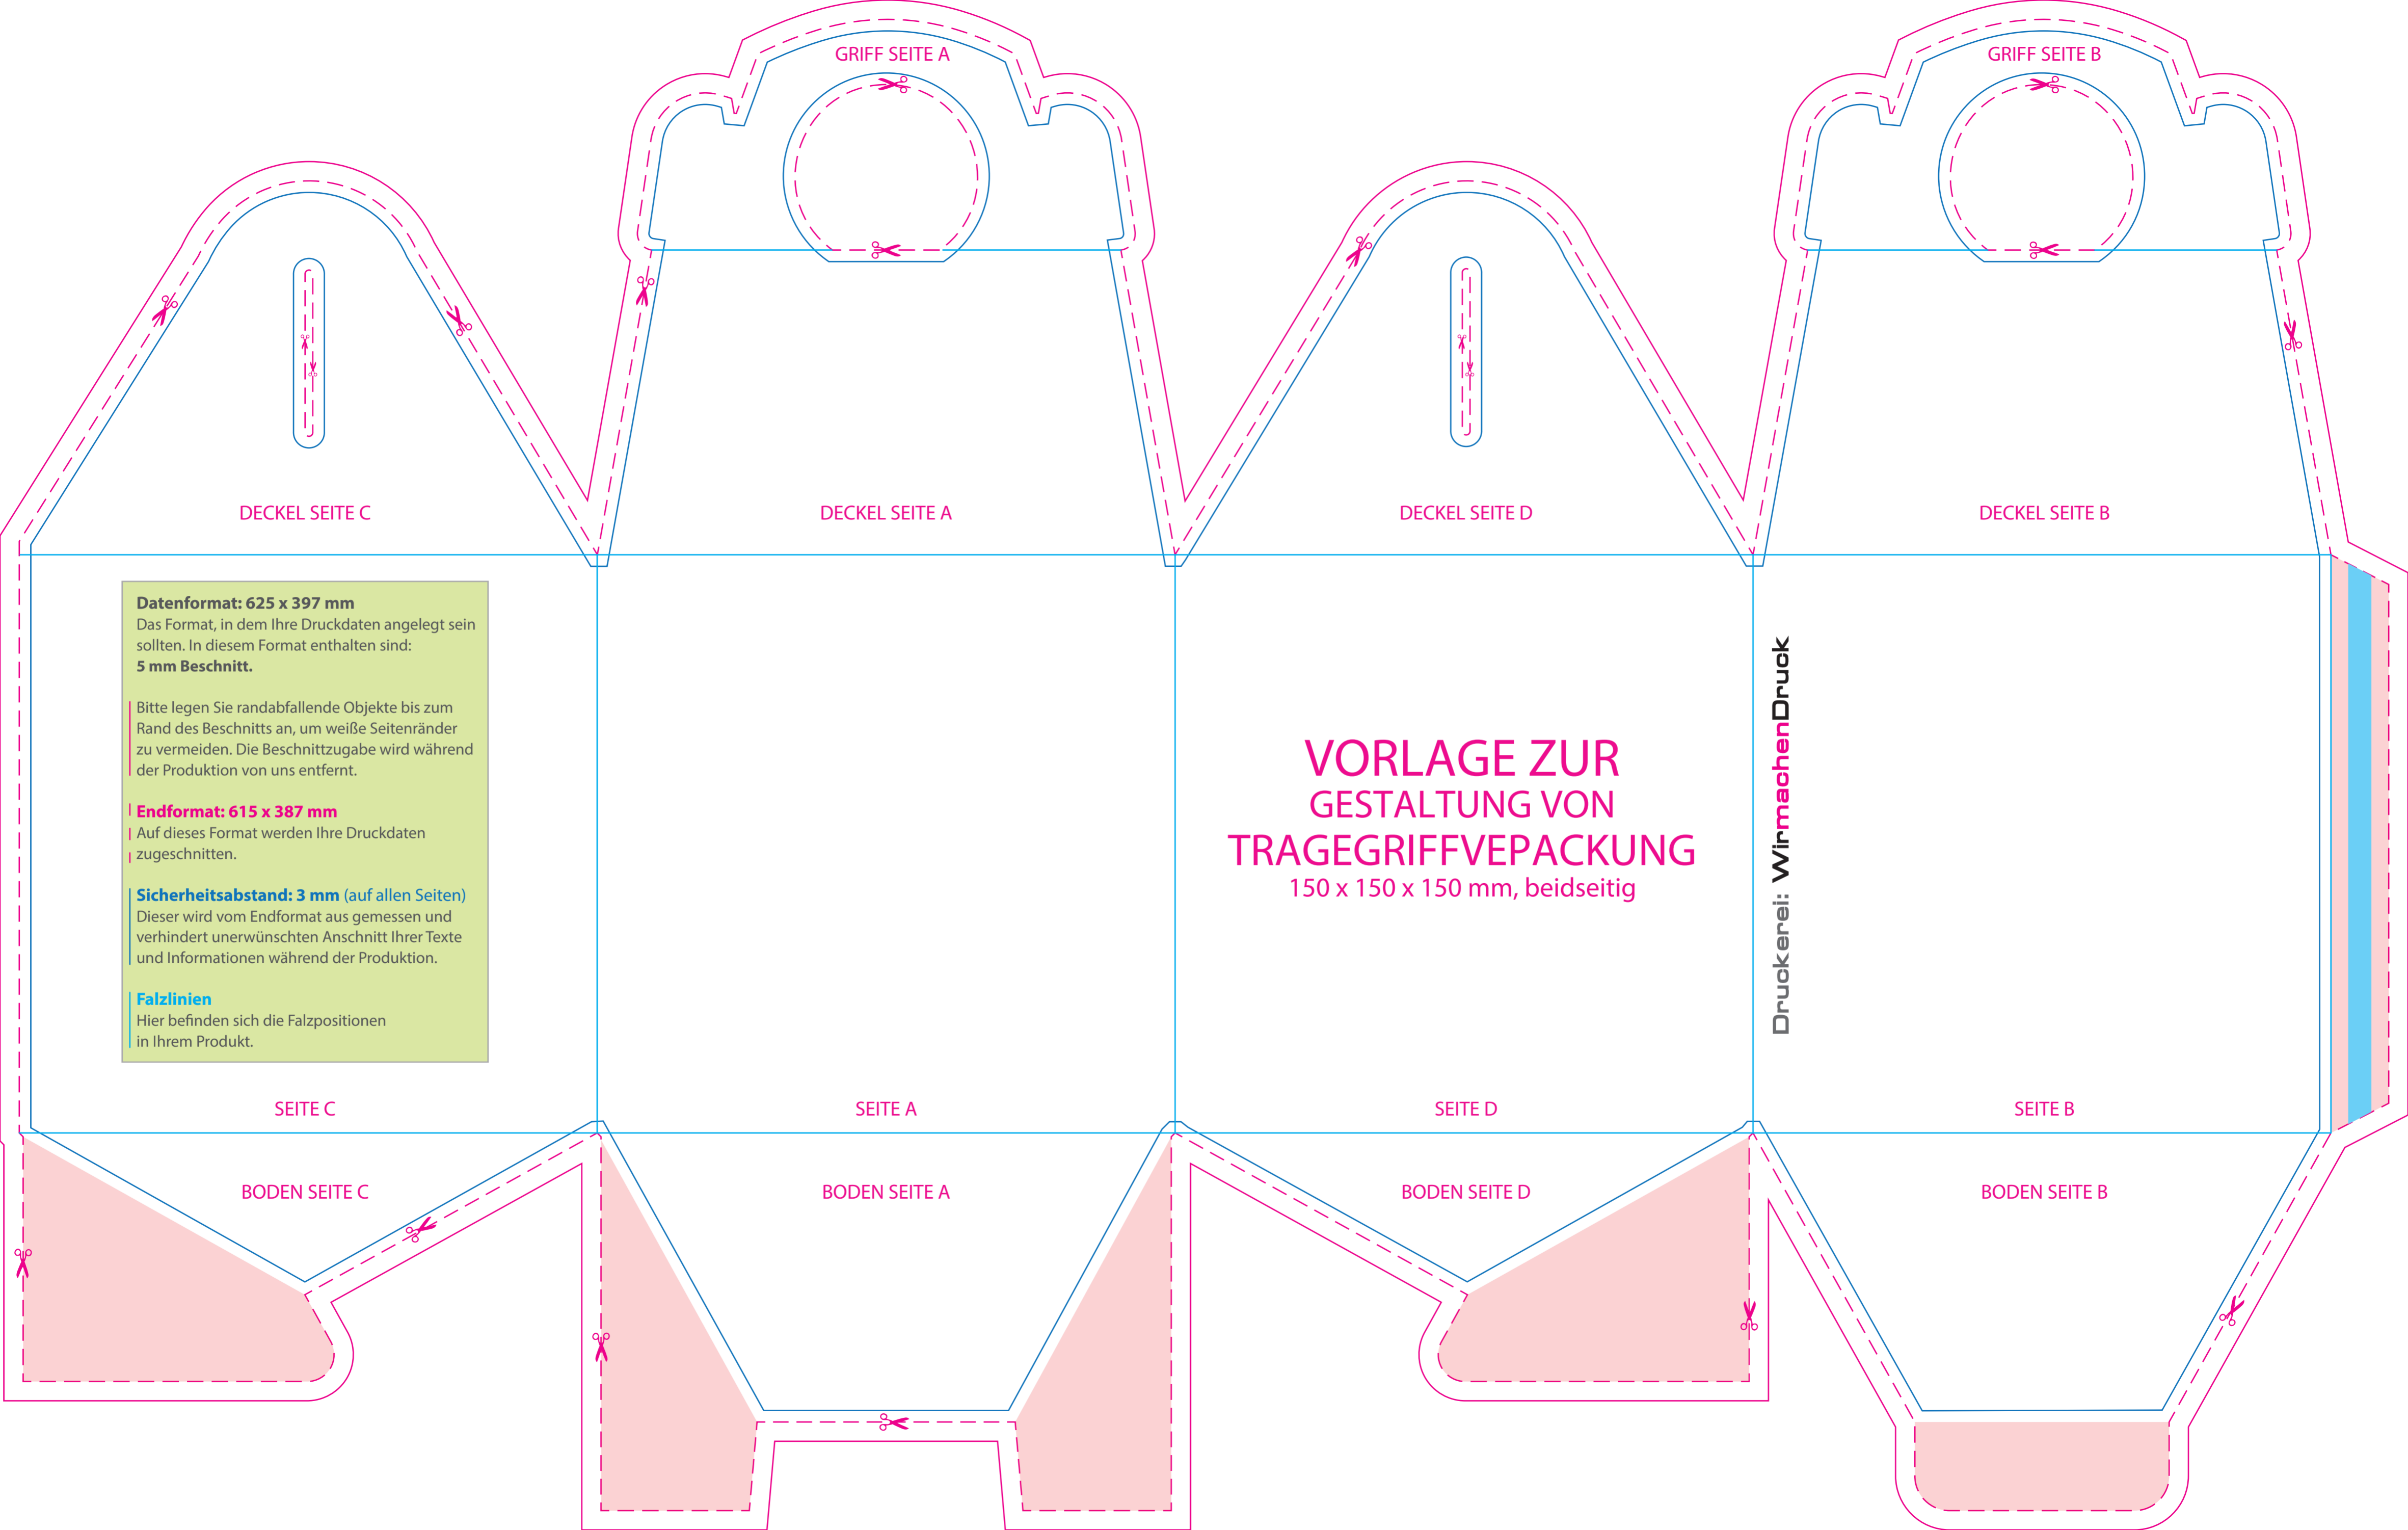 GRIFF SEITE A
GRIFF SEITE B
DECKEL SEITE C
DECKEL SEITE A
DECKEL SEITE D
DECKEL SEITE B
Datenformat: 625 x 397 mm
Das Format, in dem Ihre Druckdaten angelegt sein
sollten. In diesem Format enthalten sind:
5 mm Beschnitt.
Bitte legen Sie randabfallende Objekte bis zum
Rand des Beschnitts an, um weiße Seitenränder
zu vermeiden. Die Beschnittzugabe wird während
der Produktion von uns entfernt.
Endformat: 615 x 387 mm
Auf dieses Format werden Ihre Druckdaten
zugeschnitten.
Sicherheitsabstand: 3 mm (auf allen Seiten)
Dieser wird vom Endformat aus gemessen und
verhindert unerwünschten Anschnitt Ihrer Texte
und Informationen während der Produktion.
Falzlinien
Hier befinden sich die Falzpositionen
in Ihrem Produkt.
VORLAGE ZUR
GESTALTUNG VON
TRAGEGRIFFVEPACKUNG
150 x 150 x 150 mm, beidseitig
Druckerei: WirmachenDruck
SEITE C
SEITE A
SEITE D
SEITE B
BODEN SEITE C
BODEN SEITE A
BODEN SEITE D
BODEN SEITE B